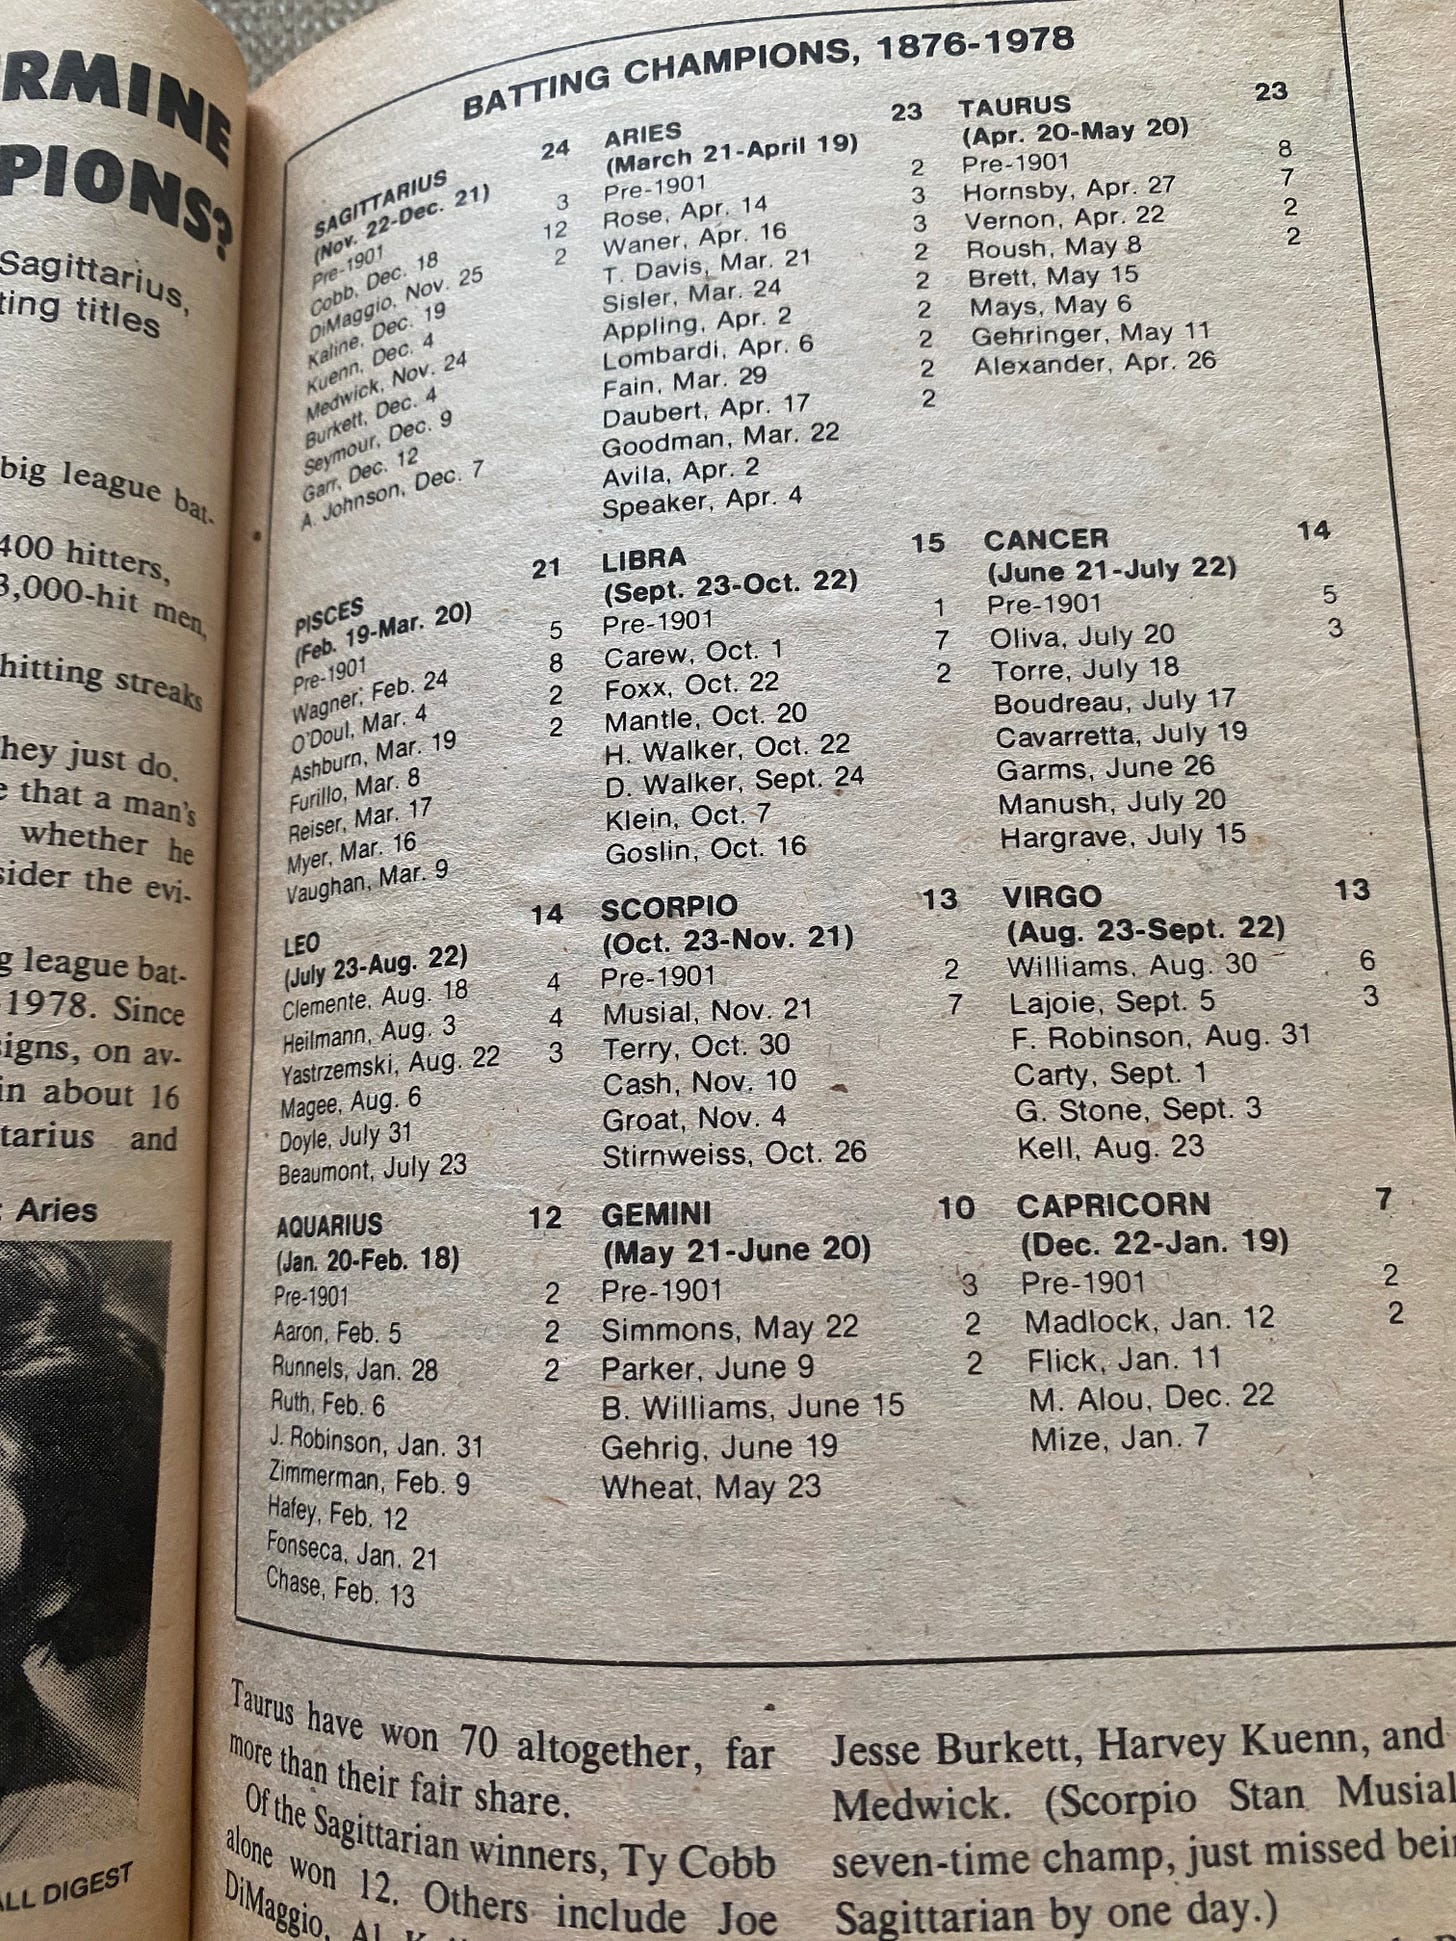 RMINE
PIONS?
Sagittarius,
ting titles
big league bat-
400 hitters,
3,000-hit men,
hitting streaks
hey just do.
e that a man's
whether he
sider the evi-
g league bat-
1978. Since
signs, on av-
in about 16
tarius and
: Aries
ALL DIGEST
BATTING CHAMPIONS, 1876-1978
SAGITTARIUS 24
(Nov. 22-Dec. 21)
Pre-1901 3
Cobb, Dec. 18 12
DiMaggio, Nov. 25 2
Kaline, Dec. 19
Kuenn, Dec. 4
Medwick, Nov. 24
Burkett, Dec. 4
Seymour, Dec. 9
Garr, Dec. 12
A. Johnson, Dec. 7
ARIES 23
(March 21-April 19)
Pre-1901 2
Rose, Apr. 14 3
Waner, Apr. 16 3
T. Davis, Mar. 21 2
Sisler, Mar. 24 2
Appling, Apr. 2 2
Lombardi, Apr. 6 2
Fain, Mar. 29 2
Daubert, Apr. 17 2
Goodman, Mar. 22
Avila, Apr. 2
Speaker, Apr. 4
TAURUS 23
(Apr. 20-May 20)
Pre-1901 8
Hornsby, Apr. 27 7
Vernon, Apr. 22 2
Roush, May 8 2
Brett, May 15
Mays, May 6
Gehringer, May 11
Alexander, Apr. 26
PISCES 21
(Feb. 19-Mar. 20)
Pre-1901 5
Wagner, Feb. 24 8
O'Doul, Mar. 4 2
Ashburn, Mar. 19 2
Furillo, Mar. 8
Reiser, Mar. 17
Myer, Mar. 16
Vaughan, Mar. 9
LIBRA 15
(Sept. 23-Oct. 22)
Pre-1901 1
Carew, Oct. 1 7
Foxx, Oct. 22 2
Mantle, Oct. 20
H. Walker, Oct. 22
D. Walker, Sept. 24
Klein, Oct. 7
Goslin, Oct. 16
CANCER 14
(June 21-July 22)
Pre-1901 5
Oliva, July 20 3
Torre, July 18
Boudreau, July 17
Cavarretta, July 19
Garms, June 26
Manush, July 20
Hargrave, July 15
LEO 14
(July 23-Aug. 22)
Clemente, Aug. 18 4
Heilmann, Aug. 3 4
Yastrzemski, Aug. 22 3
Magee, Aug. 6
Doyle, July 31
Beaumont, July 23
SCORPIO 13
(Oct. 23-Nov. 21)
Pre-1901 2
Musial, Nov. 21 7
Terry, Oct. 30
Cash, Nov. 10
Groat, Nov. 4
Stirnweiss, Oct. 26
VIRGO 13
(Aug. 23-Sept. 22)
Williams, Aug. 30 6
Lajoie, Sept. 5 3
F. Robinson, Aug. 31
Carty, Sept. 1
G. Stone, Sept. 3
Kell, Aug. 23
AQUARIUS 12
(Jan. 20-Feb. 18)
Pre-1901 2
Aaron, Feb. 5 2
Runnels, Jan. 28 2
Ruth, Feb. 6
J. Robinson, Jan. 31
Zimmerman, Feb. 9
Hafey, Feb. 12
Fonseca, Jan. 21
Chase, Feb. 13
GEMINI 10
(May 21-June 20)
Pre-1901 3
Simmons, May 22 2
Parker, June 9 2
B. Williams, June 15
Gehrig, June 19
Wheat, May 23
CAPRICORN 7
(Dec. 22-Jan. 19)
Pre-1901 2
Madlock, Jan. 12 2
Flick, Jan. 11
M. Alou, Dec. 22
Mize, Jan. 7
Taurus have won 70 altogether, far
more than their fair share.
Of the Sagittarian winners, Ty Cobb
alone won 12. Others include Joe
DiMaggio, Al
Jesse Burkett, Harvey Kuenn, and
Medwick. (Scorpio Stan Musial
seven-time champ, just missed bei
Sagittarian by one day.)